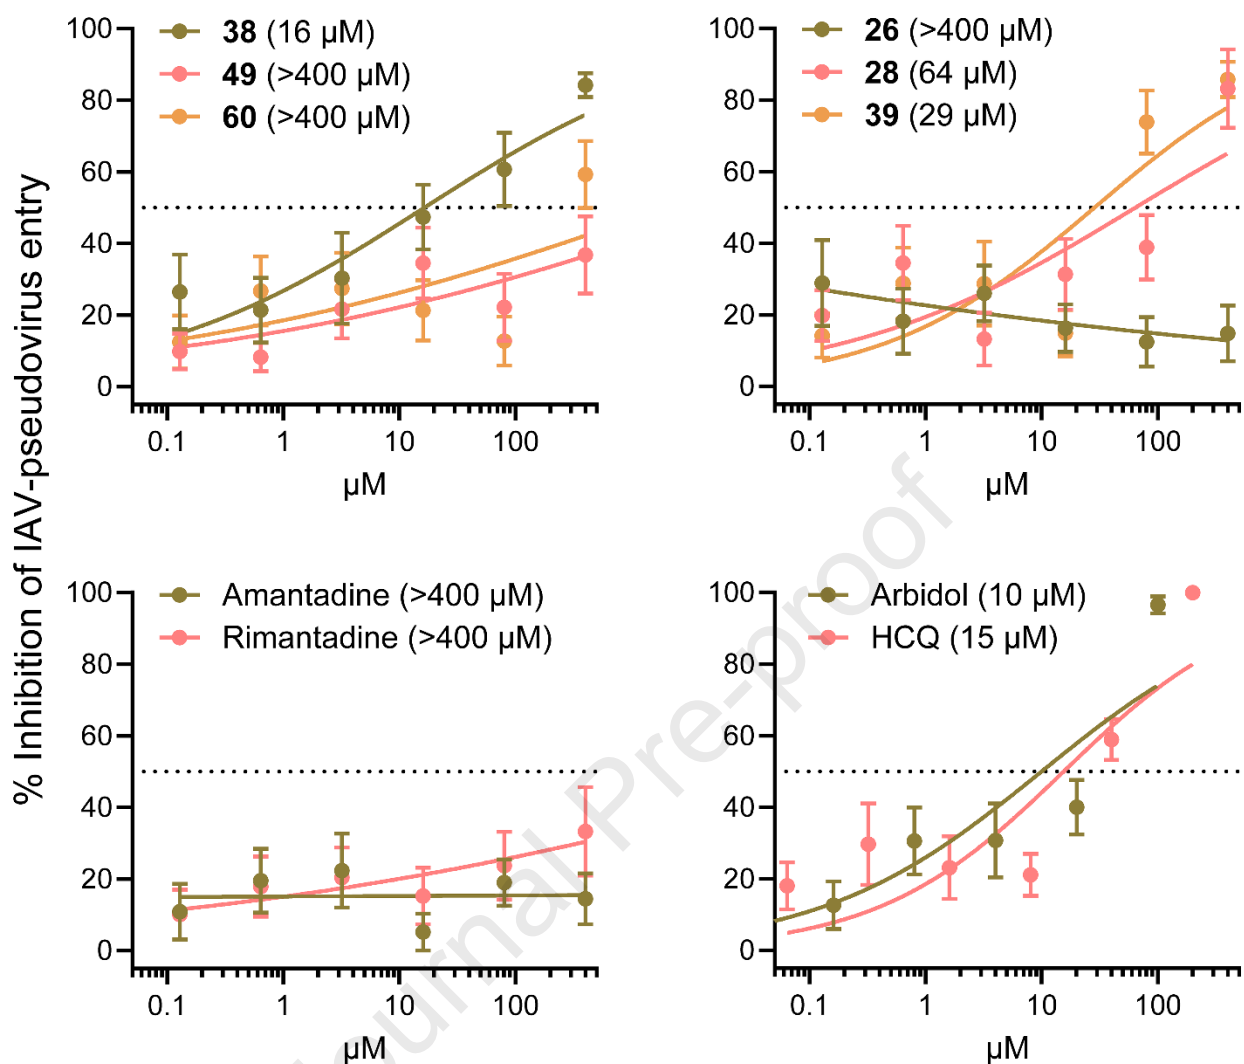 % Inhibition of IAV-pseudovirus entry
100
80
60
40
20
0
38 (16 µM)
49 (>400 µM)
60 (>400 µM)
0.1 1 10 100
µM
100
80
60
40
20
0
26 (>400 µM)
28 (64 µM)
39 (29 µM)
0.1 1 10 100
µM
100
80
60
40
20
0
Amantadine (>400 µM)
Rimantadine (>400 µM)
0.1 1 10 100
µM
100
80
60
40
20
0
Arbidol (10 µM)
HCQ (15 µM)
0.1 1 10 100
µM
Journal Pre-proof